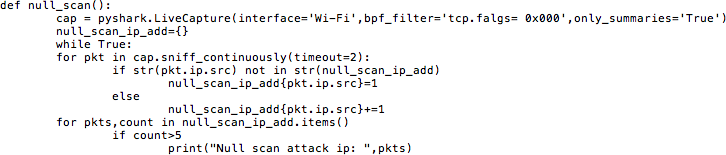 def null_scan():
cap = pyshark.LiveCapture(interface='Wi-Fi',bpf_filter='tcp.falgs= 0x000',only_summaries='True')
null_scan_ip_add={}
while True:
for pkt in cap.sniff_continuously(timeout=2):
if str(pkt.ip.src) not in str(null_scan_ip_add)
null_scan_ip_add{pkt.ip.src}=1
else
null_scan_ip_add{pkt.ip.src}+=1
for pkts,count in null_scan_ip_add.items()
if count>5
print("Null scan attack ip: ",pkts)